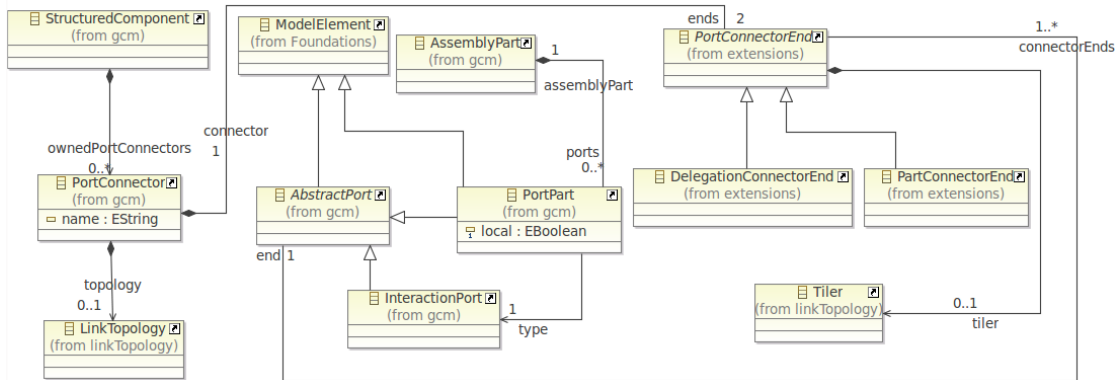 StructuredComponent
(from gcm)
ModelElement
(from Foundations)
AssemblyPart
(from gcm)
1
assemblyPart
ends 2
PortConnectorEnd
(from extensions)
1..*
connectorEnds
connector
1
ownedPortConnectors
0..*
ports
0..*
PortConnector
(from gcm)
name : EString
AbstractPort
(from gcm)
PortPart
(from gcm)
local : EBoolean
DelegationConnectorEnd
(from extensions)
PartConnectorEnd
(from extensions)
end 1
topology
0..1
InteractionPort
(from gcm)
1
type
Tiler
(from linkTopology)
0..1
tiler
LinkTopology
(from linkTopology)